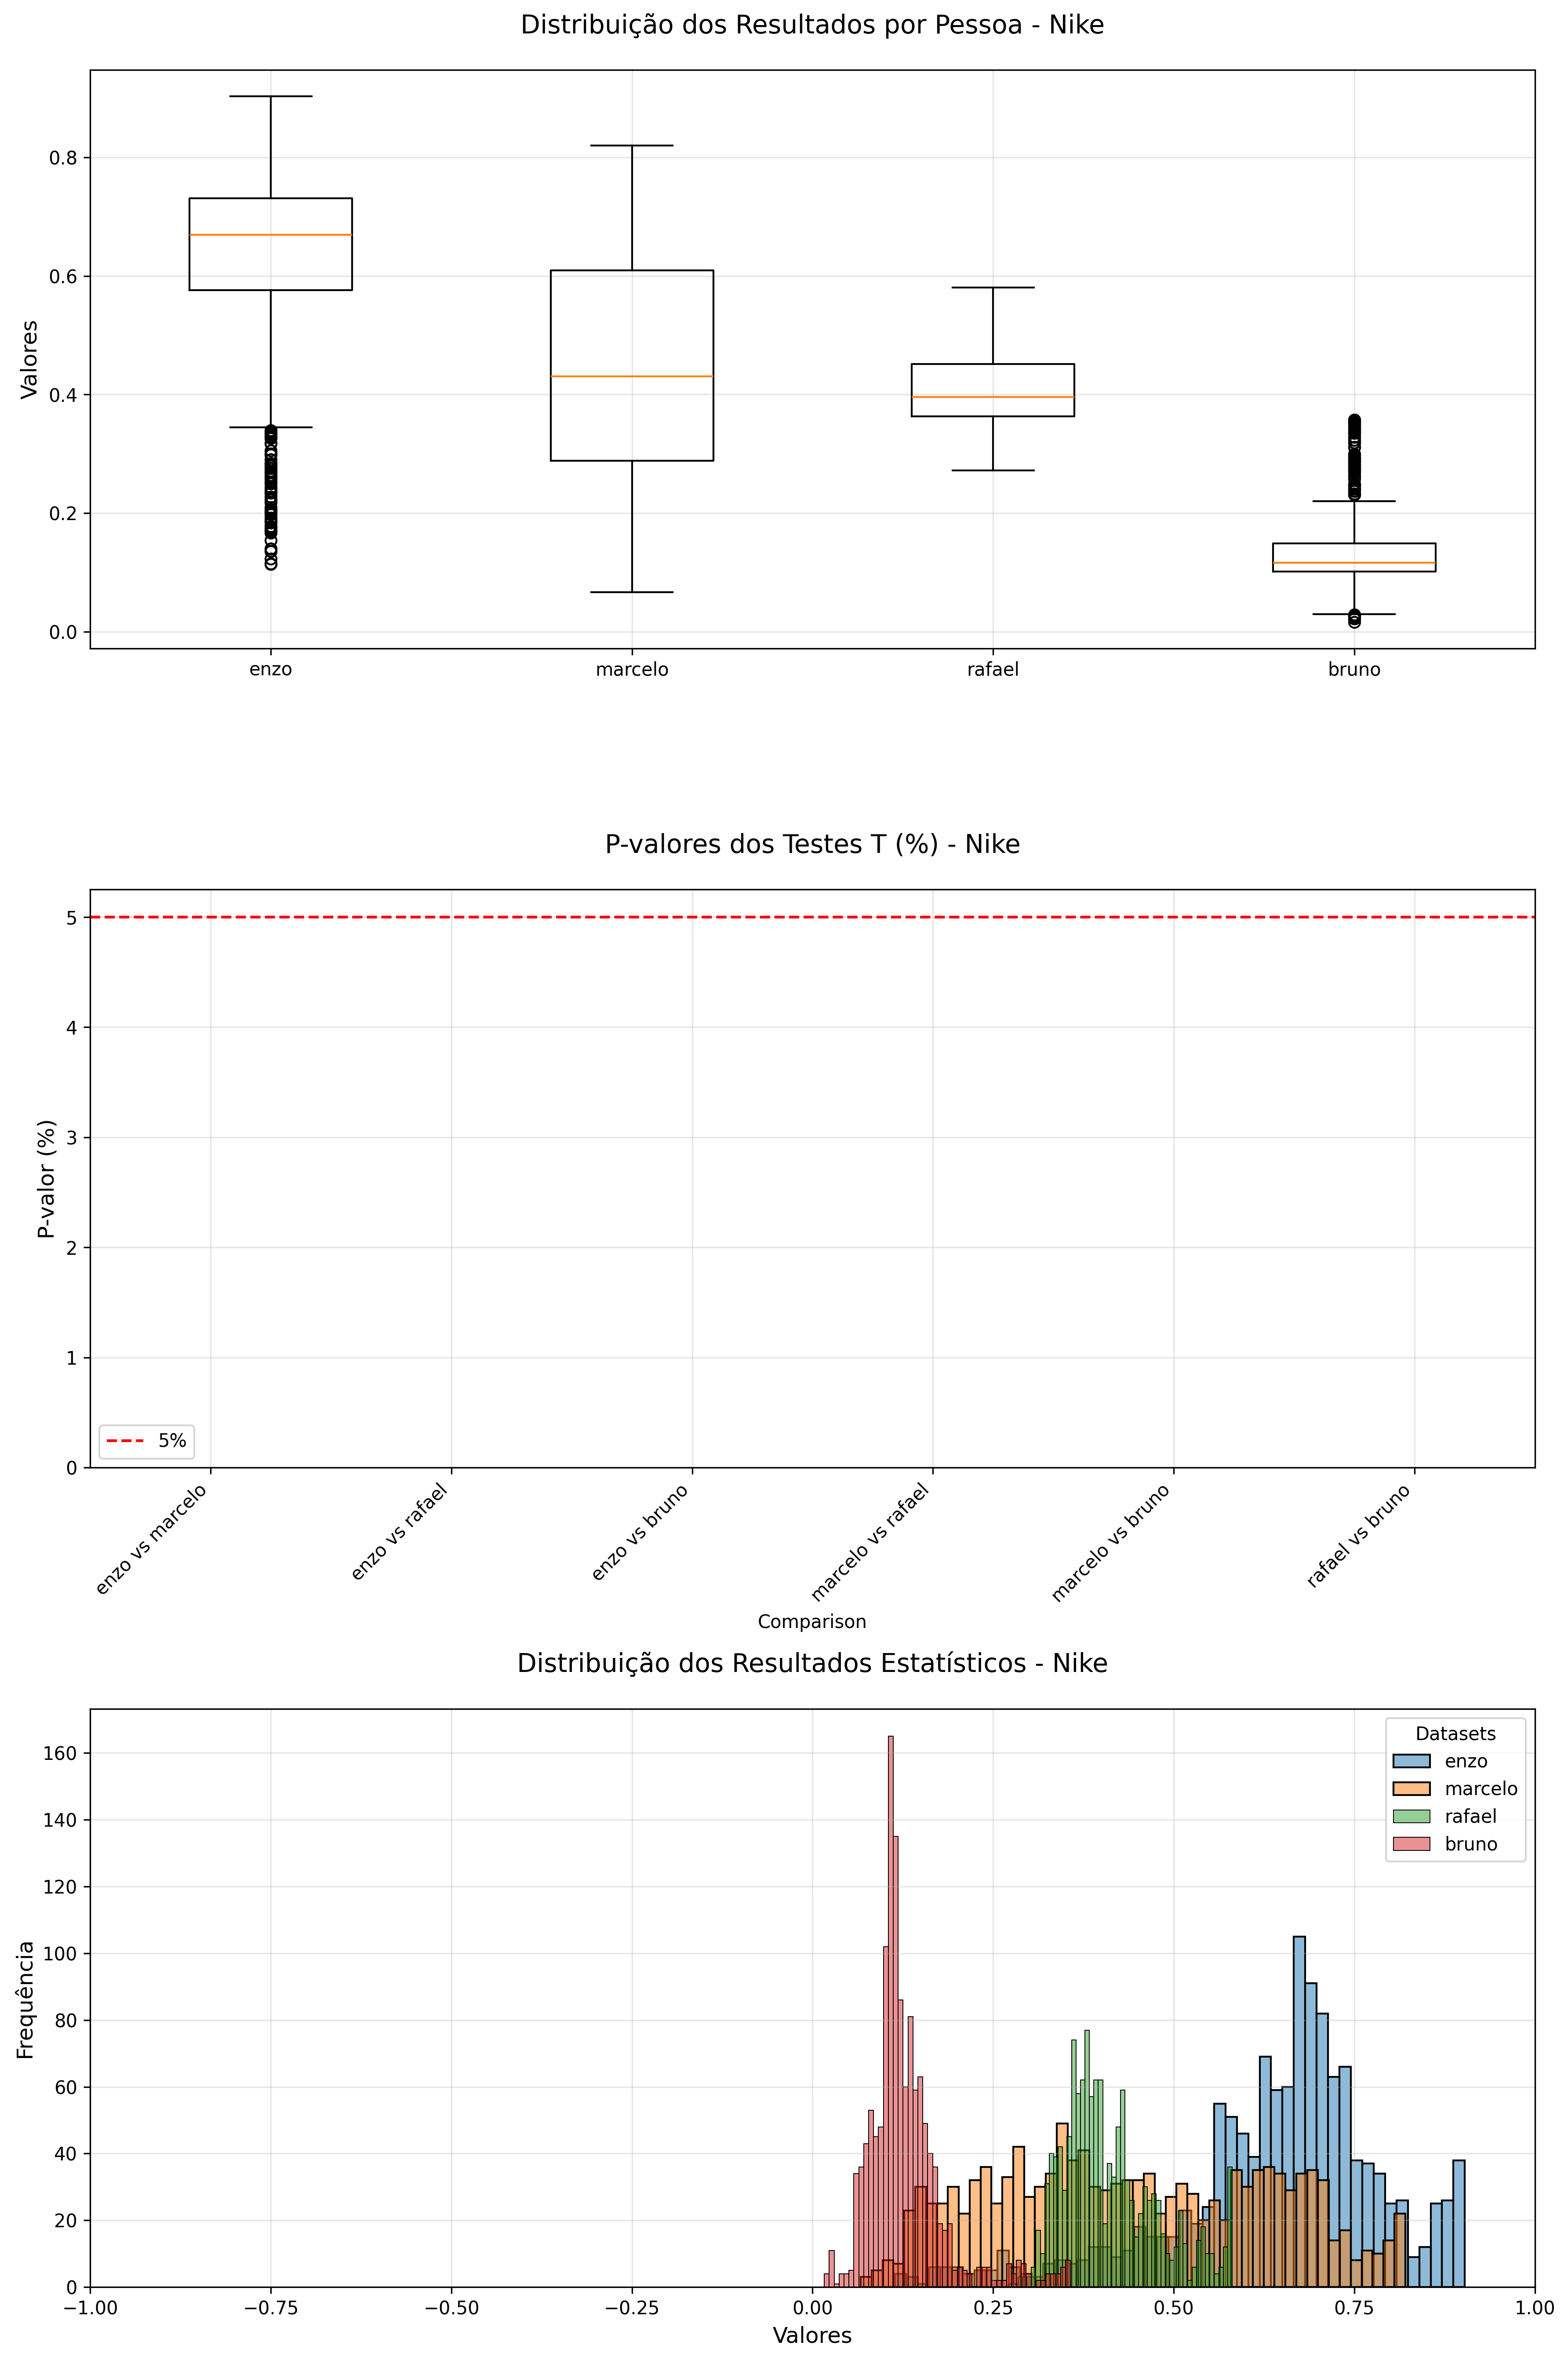 Distribuição dos Resultados por Pessoa - Nike
Valores
0.8
0.6
0.4
0.2
0.0
enzo
marcelo
rafael
bruno
P-valores dos Testes T (%) - Nike
P-valor (%)
5
4
3
2
1
0
5%
enzo vs marcelo
enzo vs rafael
enzo vs bruno
marcelo vs rafael
marcelo vs bruno
rafael vs bruno
Comparison
Distribuição dos Resultados Estatísticos - Nike
Frequência
160
140
120
100
80
60
40
20
0
Datasets
enzo
marcelo
rafael
bruno
−1.00
−0.75
−0.50
−0.25
0.00
0.25
0.50
0.75
1.00
Valores